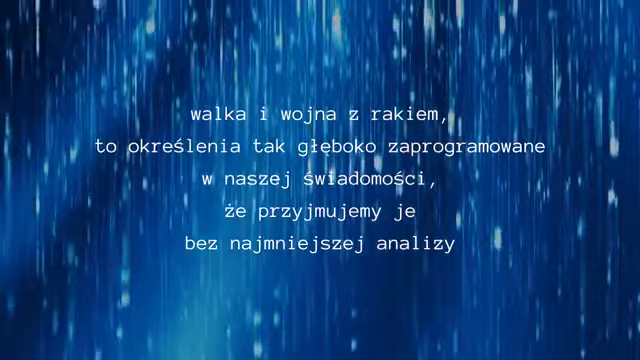 walka i wojna z rakiem,
to określenia tak głęboko zaprogramowane
w naszej świadomości,
że przyjmujemy je
bez najmniejszej analizy